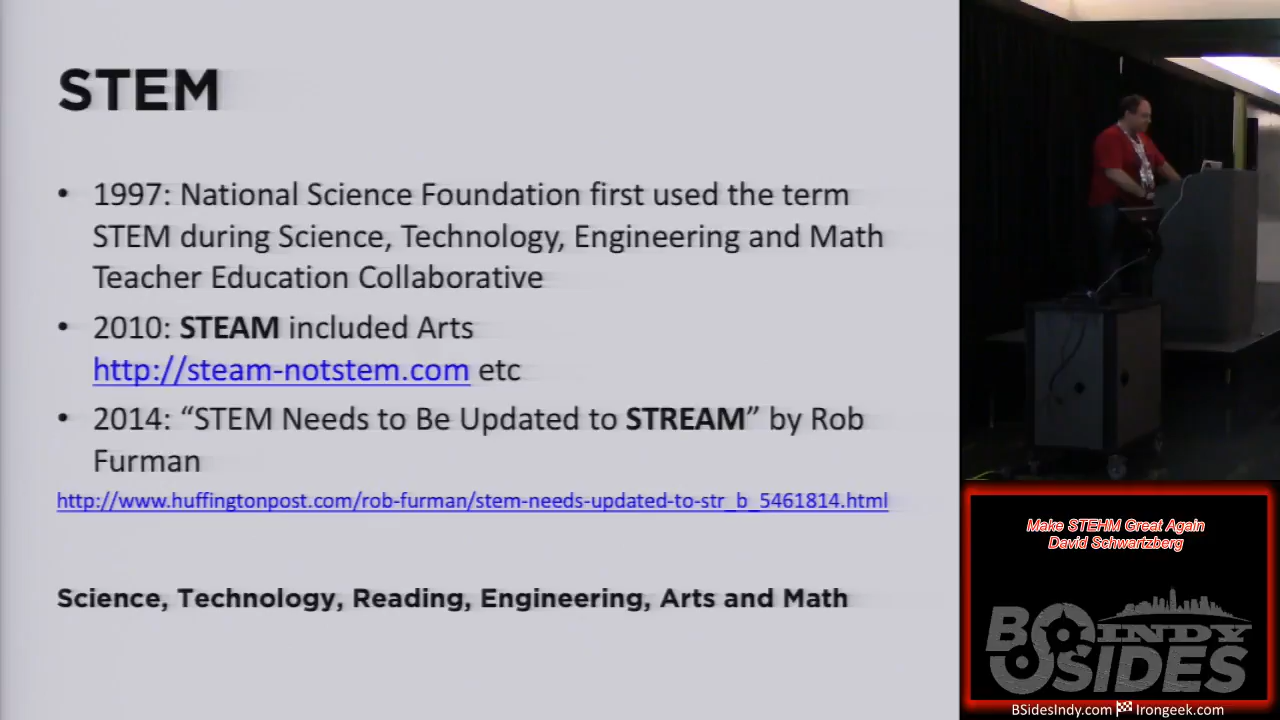 STEM
• 1997: National Science Foundation first used the term
STEM during Science, Technology, Engineering and Math
Teacher Education Collaborative
• 2010: STEAM included Arts
http://steam-notstem.com etc
• 2014: “STEM Needs to Be Updated to STREAM” by Rob
Furman
http://www.huffingtonpost.com/rob-furman/stem-needs-updated-to-str_b_5461814.html
Science, Technology, Reading, Engineering, Arts and Math
Make STEHM Great Again
David Schwartzberg
BSIDES
INDY
BSidesIndy.com Irongeek.com